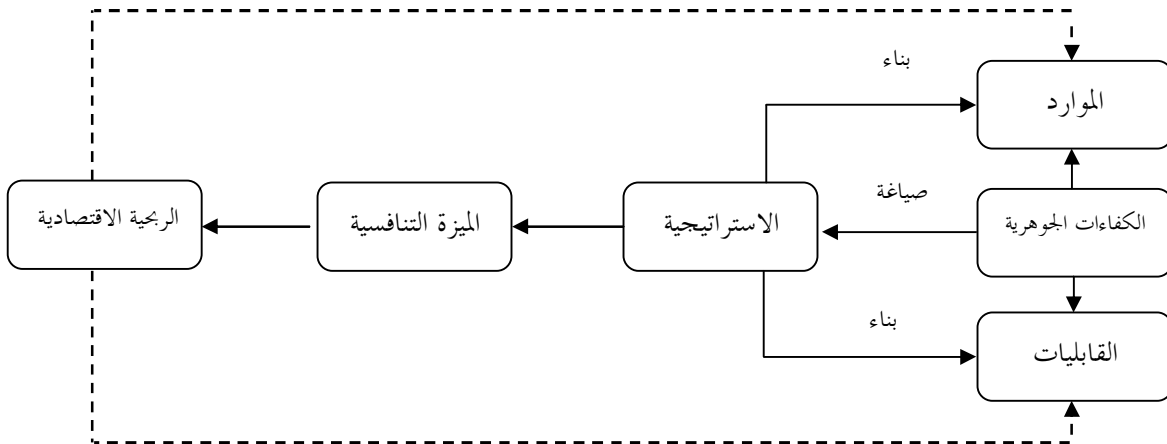 بناء
الموارد
صياغة
الكفاءات الجوهرية
الاستراتيجية
الميزة التنافسية
الربحية الاقتصادية
بناء
القابليات